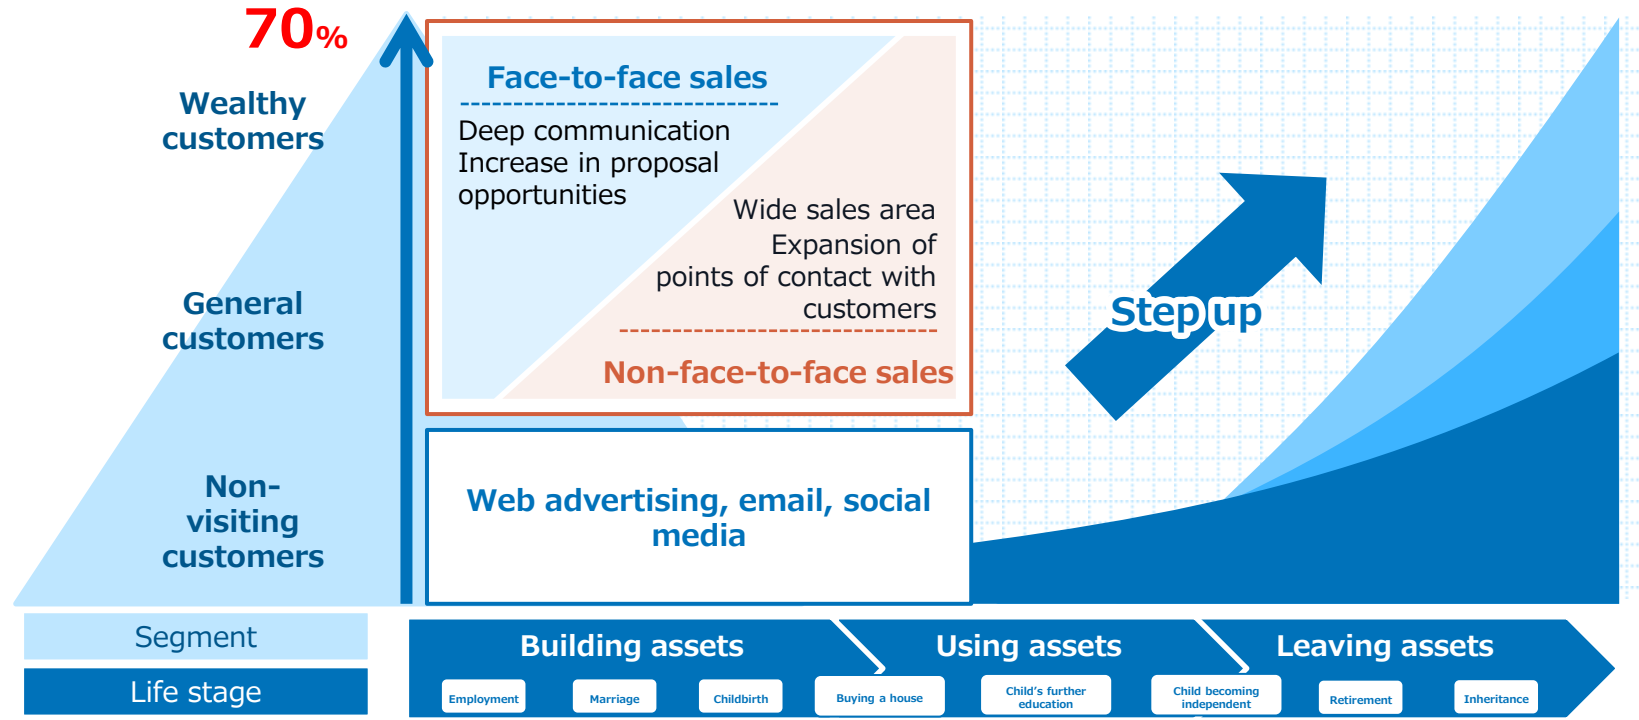 70%
Wealthy
customers
General
customers
Non-
visiting
customers
Face-to-face sales
Deep communication
Increase in proposal
opportunities
Wide sales area
Expansion of
points of contact with
customers
Non-face-to-face sales
Web advertising, email, social
media
Step up
Segment
Life stage
Building assets
Using assets
Leaving assets
Employment
Marriage
Childbirth
Buying a house
Child's further
education
Child becoming
independent
Retirement
Inheritance